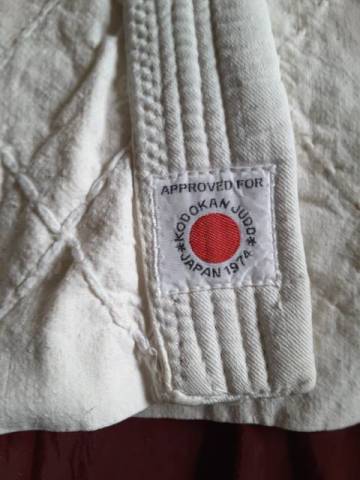 APPROVED FOR
*KODOKAN JUDO*
JAPAN 1974